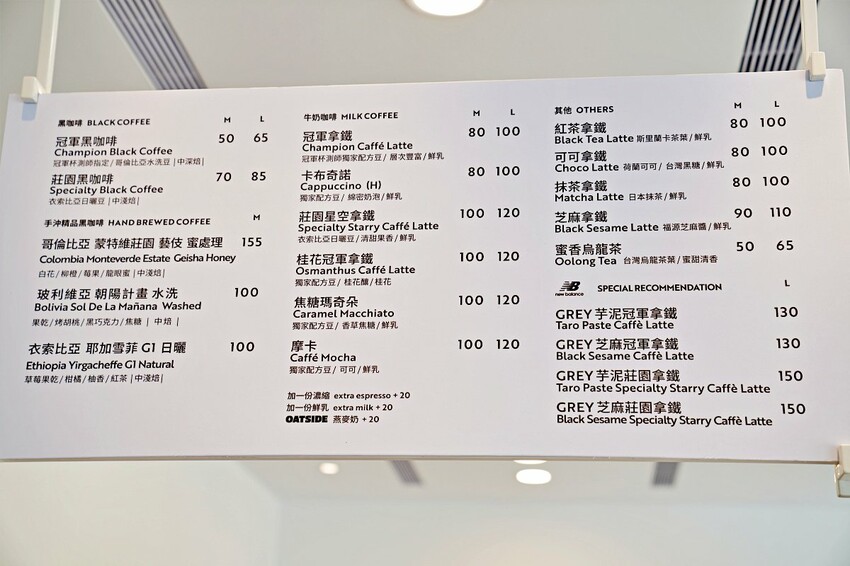 黑咖啡 BLACK COFFEE M L
冠軍黑咖啡 50 65
Champion Black Coffee
冠軍杯測師指定/哥倫比亞水洗豆 |中深焙|
莊園黑咖啡 70 85
Specialty Black Coffee
衣索比亞日曬豆 |中淺焙|
手沖精品黑咖啡 HAND BREWED COFFEE M
哥倫比亞 蒙特維莊園 藝伎 蜜處理 155
Colombia Monteverde Estate Geisha Honey
白花/柳橙/莓果/龍眼蜜 |中淺焙|
玻利維亞 朝陽計畫 水洗 100
Bolivia Sol De La Mañana Washed
果乾/烤胡桃/黑巧克力/焦糖 | 中焙 |
衣索比亞 耶加雪菲 G1 日曬 100
Ethiopia Yirgacheffe G1 Natural
草莓果乾/柑橘/柚香/紅茶 |中淺焙|
牛奶咖啡 MILK COFFEE M L
冠軍拿鐵 80 100
Champion Caffé Latte
冠軍杯測師獨家配方豆/ 層次豐富/鮮乳
卡布奇諾 80 100
Cappuccino (H)
獨家配方豆/ 綿密奶泡/鮮乳
莊園星空拿鐵 100 120
Specialty Starry Caffé Latte
衣索比亞日曬豆/清甜果香/鮮乳
桂花冠軍拿鐵 100 120
Osmanthus Caffé Latte
獨家配方豆/ 桂花釀/桂花
焦糖瑪奇朵 100 120
Caramel Macchiato
獨家配方豆/ 香草焦糖/鮮乳
摩卡 100 120
Caffé Mocha
獨家配方豆/ 可可/鮮乳
加一份濃縮 extra espresso + 20
加一份鮮乳 extra milk + 20
OATSIDE 燕麥奶 + 20
其他 OTHERS M L
紅茶拿鐵 80 100
Black Tea Latte 斯里蘭卡茶葉/鮮乳
可可拿鐵 80 100
Choco Latte 荷蘭可可/ 台灣黑糖/鮮乳
抹茶拿鐵 80 100
Matcha Latte 日本抹茶/鮮乳
芝麻拿鐵 90 110
Black Sesame Latte 福源芝麻醬/鮮乳
蜜香烏龍茶 50 65
Oolong Tea 台灣烏龍茶葉/ 蜜甜清香
new balance SPECIAL RECOMMENDATION L
GREY 芋泥冠軍拿鐵 130
Taro Paste Caffè Latte
GREY 芝麻冠軍拿鐵 130
Black Sesame Caffè Latte
GREY 芋泥莊園拿鐵 150
Taro Paste Specialty Starry Caffè Latte
GREY 芝麻莊園拿鐵 150
Black Sesame Specialty Starry Caffè Latte